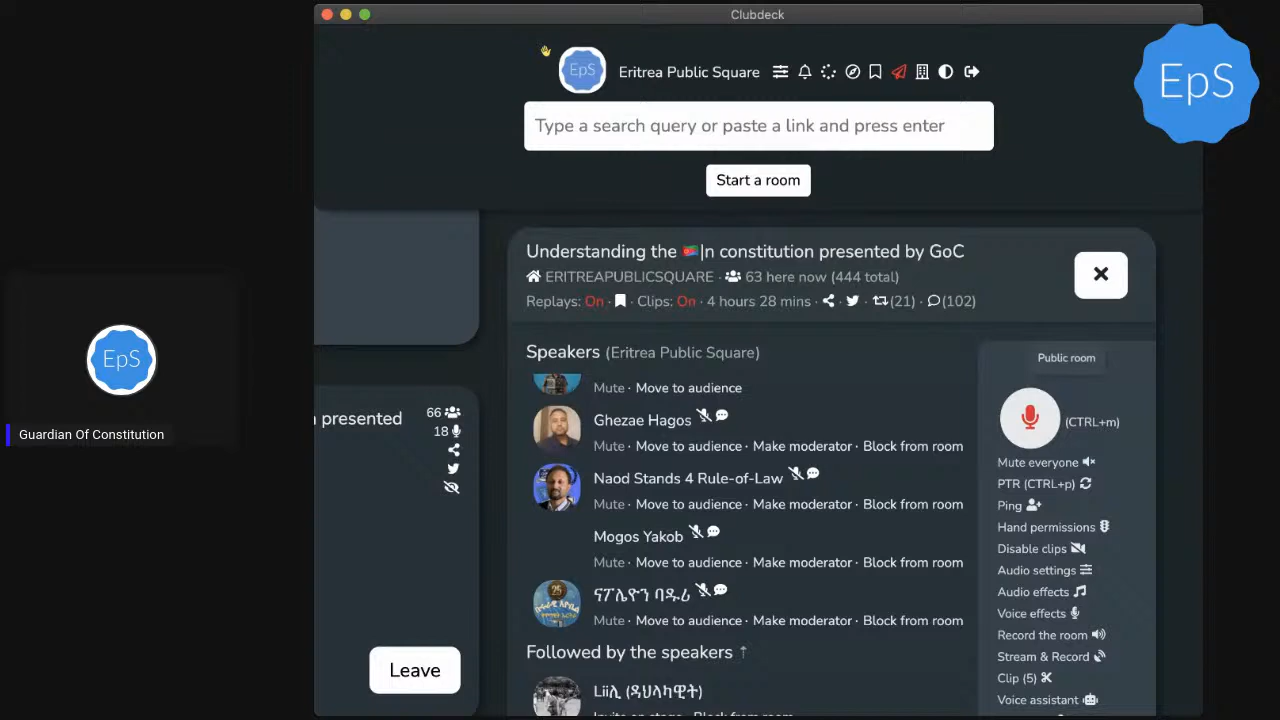 Clubdeck
EpS
Eritrea Public Square
EpS
Type a search query or paste a link and press enter
Start a room
Understanding the 🇪🇷|n constitution presented by GoC
ERITREAPUBLICSQUARE · 63 here now (444 total)
Replays: On · Clips: On · 4 hours 28 mins · (21) · (102)
Speakers (Eritrea Public Square)
Mute · Move to audience
Ghezae Hagos
Mute · Move to audience · Make moderator · Block from room
Naod Stands 4 Rule-of-Law
Mute · Move to audience · Make moderator · Block from room
Mogos Yakob
Mute · Move to audience · Make moderator · Block from room
ናፖሊዮን ባዱሪ
Mute · Move to audience · Make moderator · Block from room
Followed by the speakers ↑
Liiሊ (ዳህላካዊት)
Invite on stage · Block from room
Public room
(CTRL+m)
Mute everyone
PTR (CTRL+p)
Ping
Hand permissions
Disable clips
Audio settings
Audio effects
Voice effects
Record the room
Stream & Record
Clip (5)
Voice assistant
presented
66
18
Leave
EpS
Guardian Of Constitution